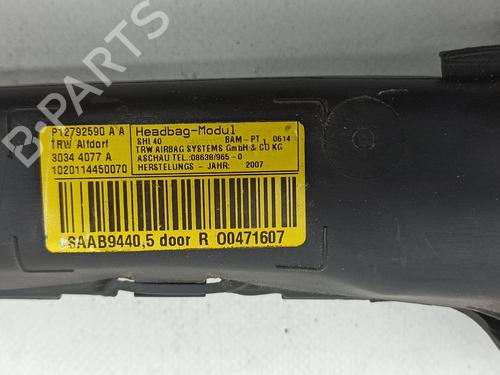 P12792590 A A
TRW Alfdorf
3034 4077 A
1020114450070
Headbag-Modul
SHI 40 BAM-PT, 0614
TRW AIRBAG SYSTEMS GmbH & CO KG
ASCHAU TEL.:08638/965-0
HERSTELUNGS - JAHR: 2007
SAAB9440,5 door R 00471607
B-PARTS